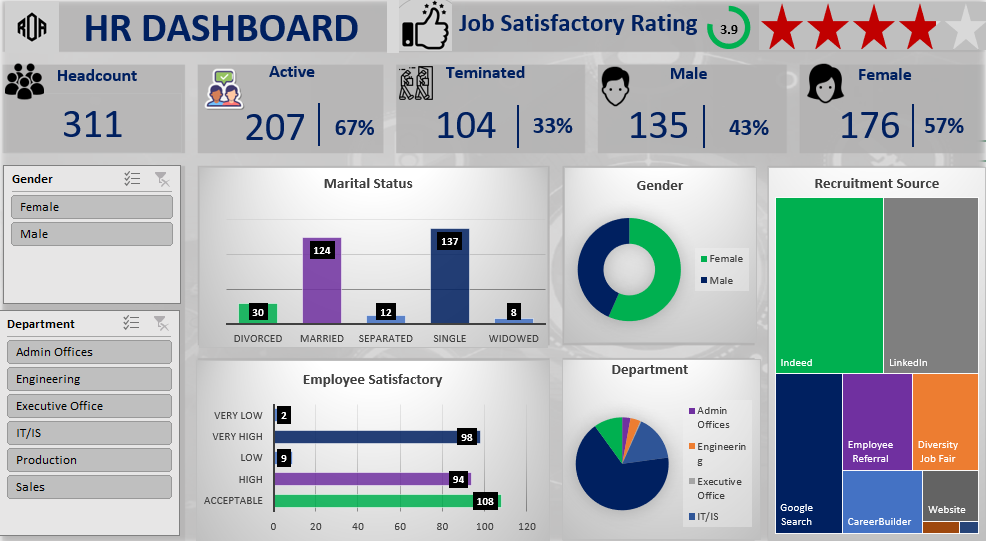 HR DASHBOARD
Job Satisfactory Rating
3.9
Headcount
311
Active
207
67%
Teminated
104
33%
Male
135
43%
Female
176
57%
Gender
Female
Male
Department
Admin Offices
Engineering
Executive Office
IT/IS
Production
Sales
Marital Status
30
124
12
137
8
DIVORCED
MARRIED
SEPARATED
SINGLE
WIDOWED
Employee Satisfactory
VERY LOW
2
VERY HIGH
98
LOW
9
HIGH
94
ACCEPTABLE
108
0
20
40
60
80
100
120
Gender
Female
Male
Department
Admin
Offices
Engineerin
g
Executive
Office
IT/IS
Recruitment Source
Indeed
LinkedIn
Google
Search
Employee
Referral
Diversity
Job Fair
CareerBuilder
Website